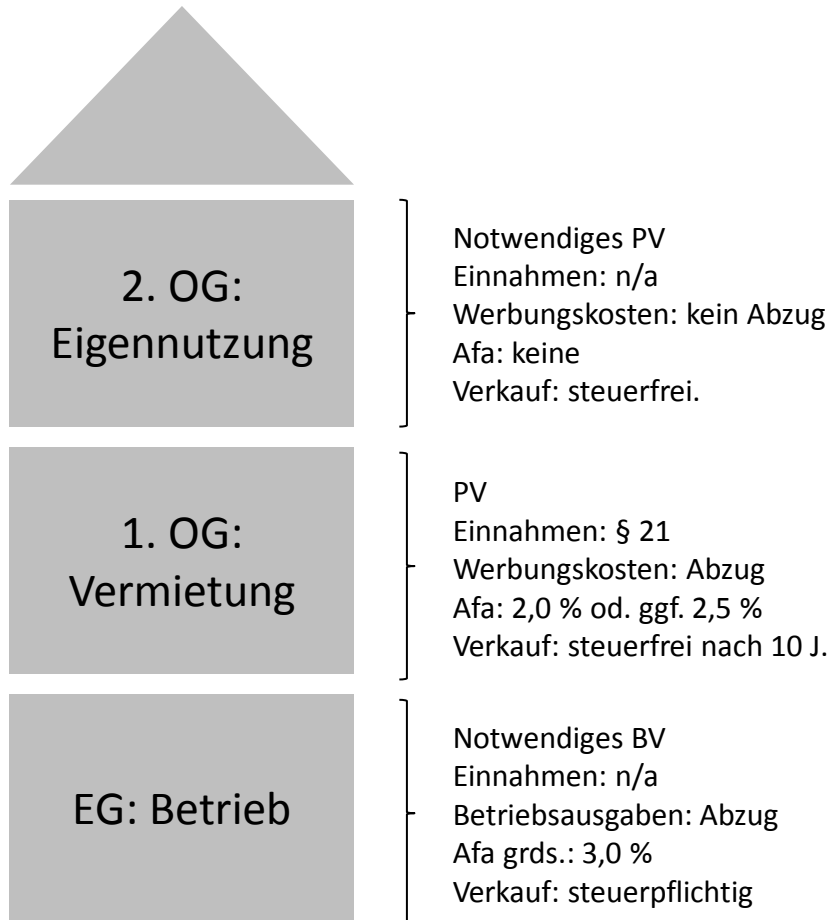 2. OG:
Eigennutzung
Notwendiges PV
Einnahmen: n/a
Werbungskosten: kein Abzug
Afa: keine
Verkauf: steuerfrei.
1. OG:
Vermietung
PV
Einnahmen: § 21
Werbungskosten: Abzug
Afa: 2,0 % od. ggf. 2,5 %
Verkauf: steuerfrei nach 10 J.
EG: Betrieb
Notwendiges BV
Einnahmen: n/a
Betriebsausgaben: Abzug
Afa grds.: 3,0 %
Verkauf: steuerpflichtig